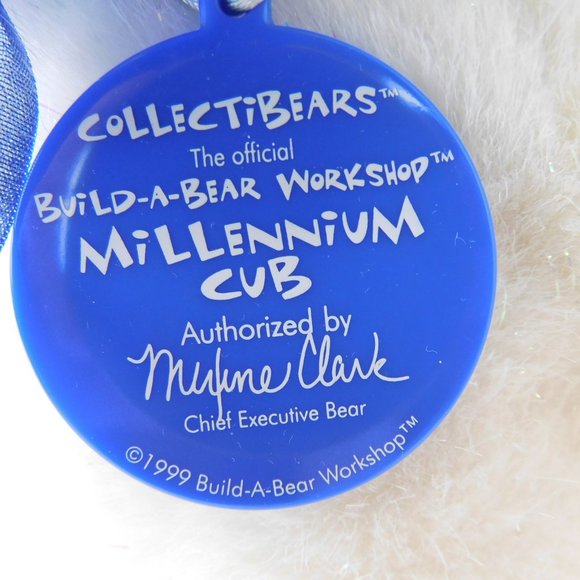 COLLECTiBEARS™
The official
BUiLD-A-BEAR WORKSHOP™
MiLLENNiUM
CUB
Authorized by
Maxine Clark
Chief Executive Bear
©1999 Build-A-Bear Workshop™